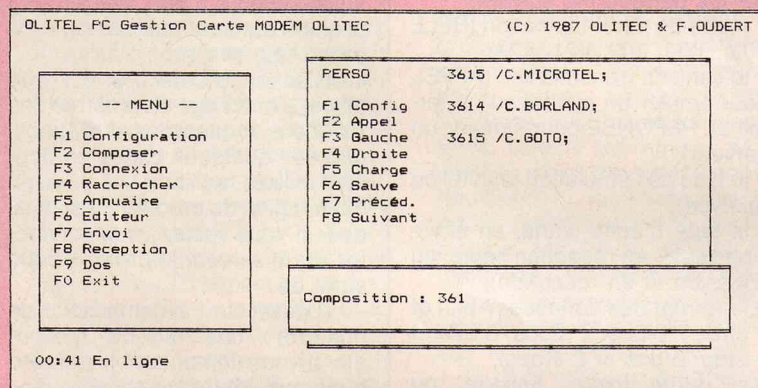 OLITEL PC Gestion Carte MODEM OLITEC (C) 1987 OLITEC & F.OUDERT
MENU
F1 Configuration
F2 Composer
F3 Connexion
F4 Raccrocher
F5 Annuaire
F6 Editeur
F7 Envoi
F8 Reception
F9 Dos
F0 Exit
PERSO 3615 /C.MICROTEL;
F1 Config 3614 /C.BORLAND;
F2 Appel
F3 Gauche 3615 /C.GOTO;
F4 Droite
F5 Charge
F6 Sauve
F7 Précéd.
F8 Suivant
Composition : 361
00:41 En ligne